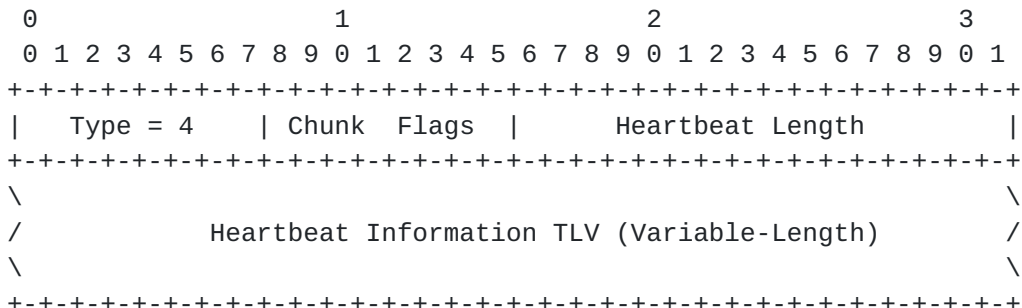 0                   1                   2                   3
 0 1 2 3 4 5 6 7 8 9 0 1 2 3 4 5 6 7 8 9 0 1 2 3 4 5 6 7 8 9 0 1
+-+-+-+-+-+-+-+-+-+-+-+-+-+-+-+-+-+-+-+-+-+-+-+-+-+-+-+-+-+-+-+-+
|   Type = 4    | Chunk  Flags  |      Heartbeat Length         |
+-+-+-+-+-+-+-+-+-+-+-+-+-+-+-+-+-+-+-+-+-+-+-+-+-+-+-+-+-+-+-+-+
\                                                               \
/            Heartbeat Information TLV (Variable-Length)        /
\                                                               \
+-+-+-+-+-+-+-+-+-+-+-+-+-+-+-+-+-+-+-+-+-+-+-+-+-+-+-+-+-+-+-+-+